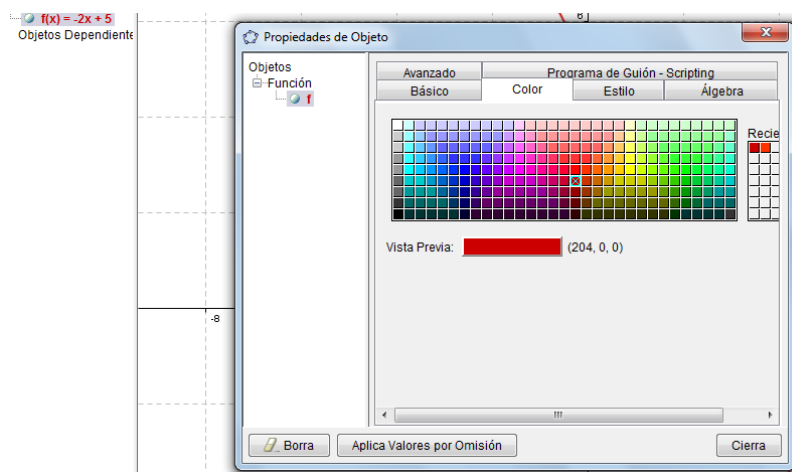 f(x) = -2x + 5
Objetos Dependiente
6
Propiedades de Objeto
Objetos
Función
f
Avanzado
Programa de Guión - Scripting
Básico
Color
Estilo
Álgebra
Recie
Vista Previa:
(204, 0, 0)
-8
Borra
Aplica Valores por Omisión
Cierra